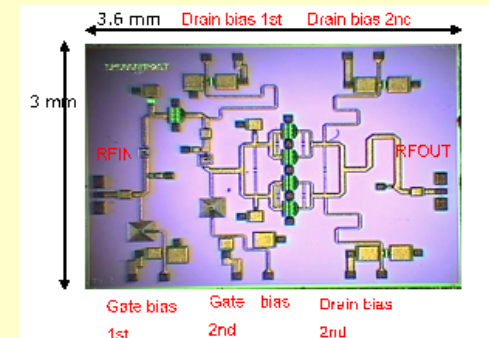 3.6 mm Drain bias 1st Drain bias 2nd
3 mm
RFIN
RFOUT
Gate bias Gate bias Drain bias
1st 2nd 2nd